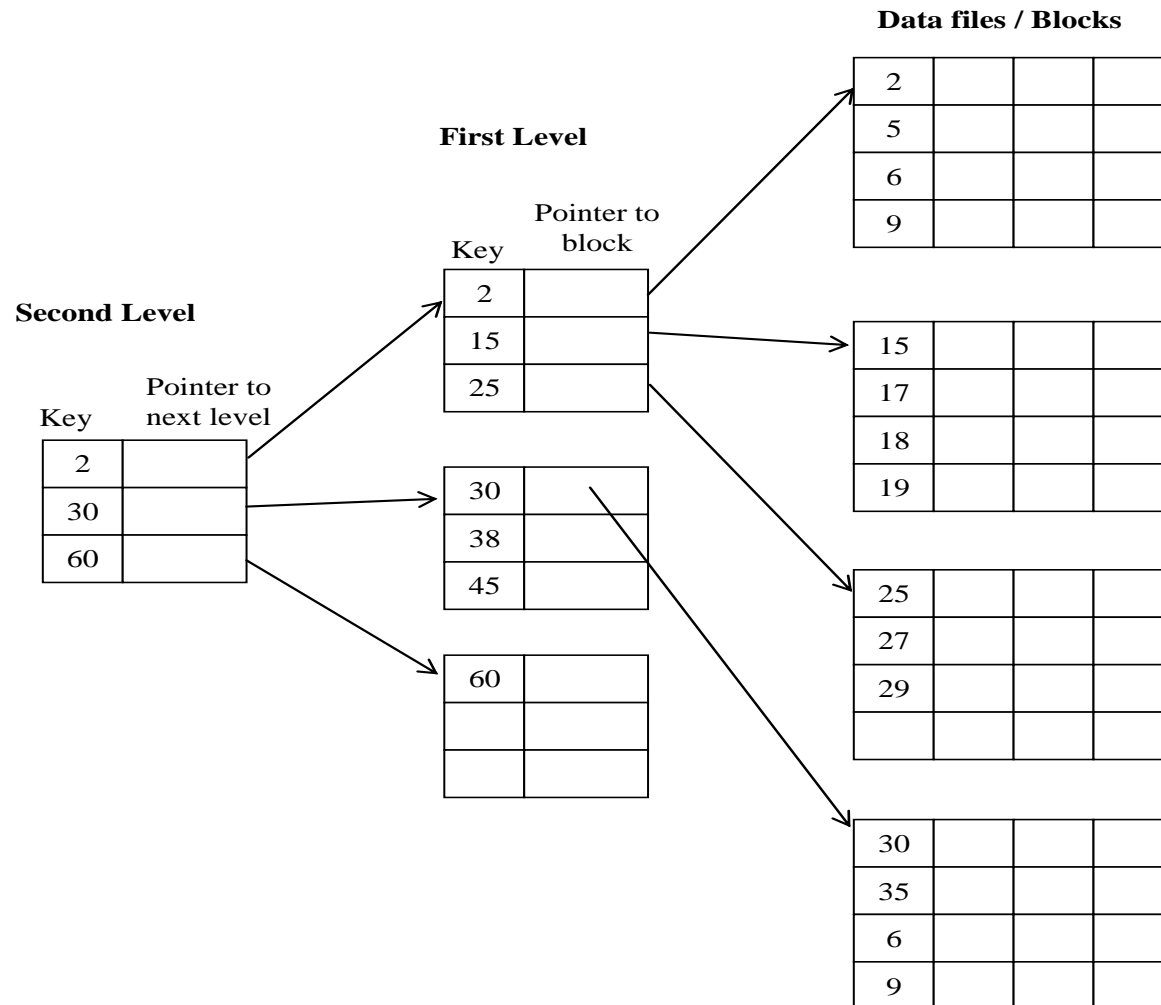 Data files / Blocks
2
5
6
9
First Level
Pointer to
block
Key
2
15
25
Second Level
Pointer to
next level
Key
2
30
60
30
38
45
60
15
17
18
19
25
27
29
30
35
6
9